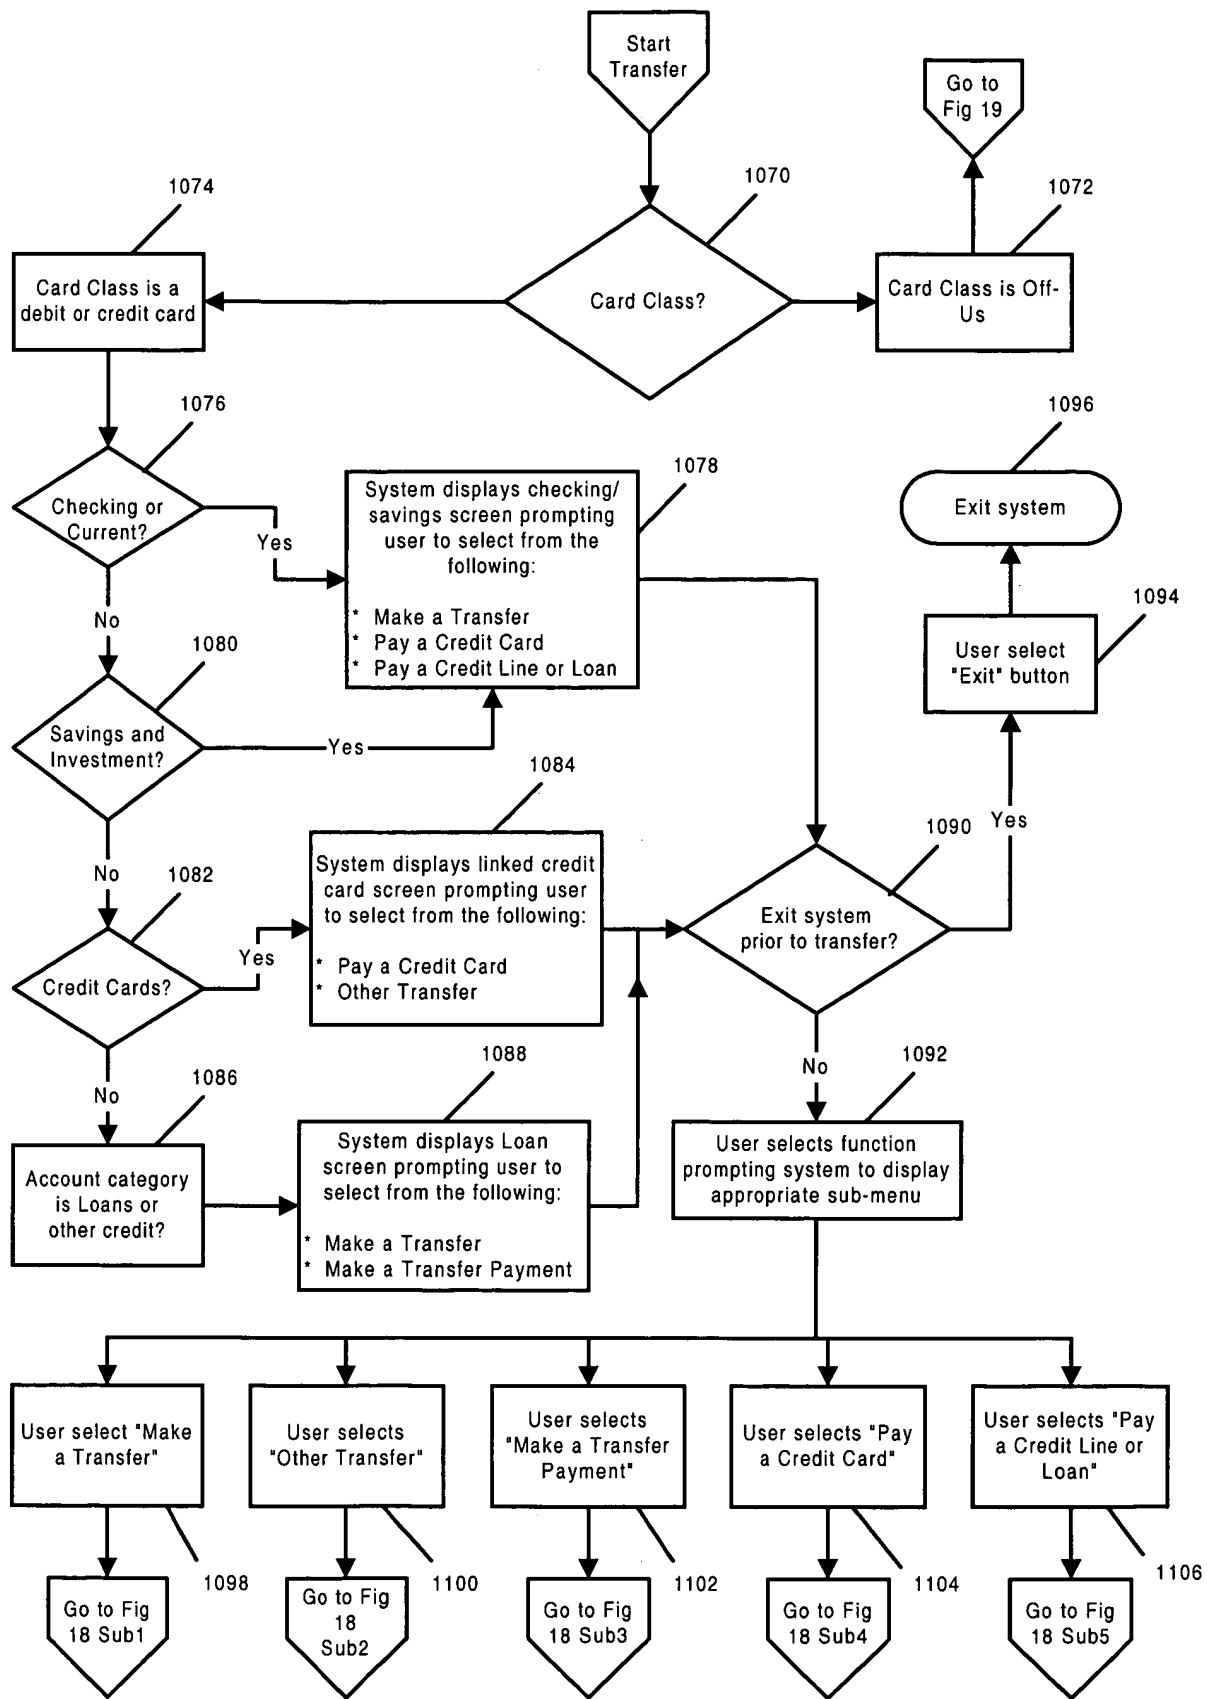 Start
Transfer
Go to
Fig 19
1074
1070
1072
Card Class is a
debit or credit card
Card Class?
Card Class is Off-
Us
1076
1078
1096
Checking or
Current?
Yes
System displays checking/
savings screen prompting
user to select from the
following:
* Make a Transfer
* Pay a Credit Card
* Pay a Credit Line or Loan
Exit system
No
1094
User select
"Exit" button
1080
Savings and
Investment?
Yes
1084
Yes
1090
No
1082
System displays linked credit
card screen prompting user
to select from the following:
* Pay a Credit Card
* Other Transfer
Exit system
prior to transfer?
Credit Cards?
Yes
No
1092
1088
No
1086
Account category
is Loans or
other credit?
System displays Loan
screen prompting user to
select from the following:
* Make a Transfer
* Make a Transfer Payment
User selects function
prompting system to display
appropriate sub-menu
User select "Make
a Transfer"
User selects
"Other Transfer"
User selects
"Make a Transfer
Payment"
User selects "Pay
a Credit Card"
User selects "Pay
a Credit Line or
Loan"
1098
1100
1102
1104
1106
Go to Fig
18 Sub1
Go to Fig
18
Sub2
Go to Fig
18 Sub3
Go to Fig
18 Sub4
Go to Fig
18 Sub5